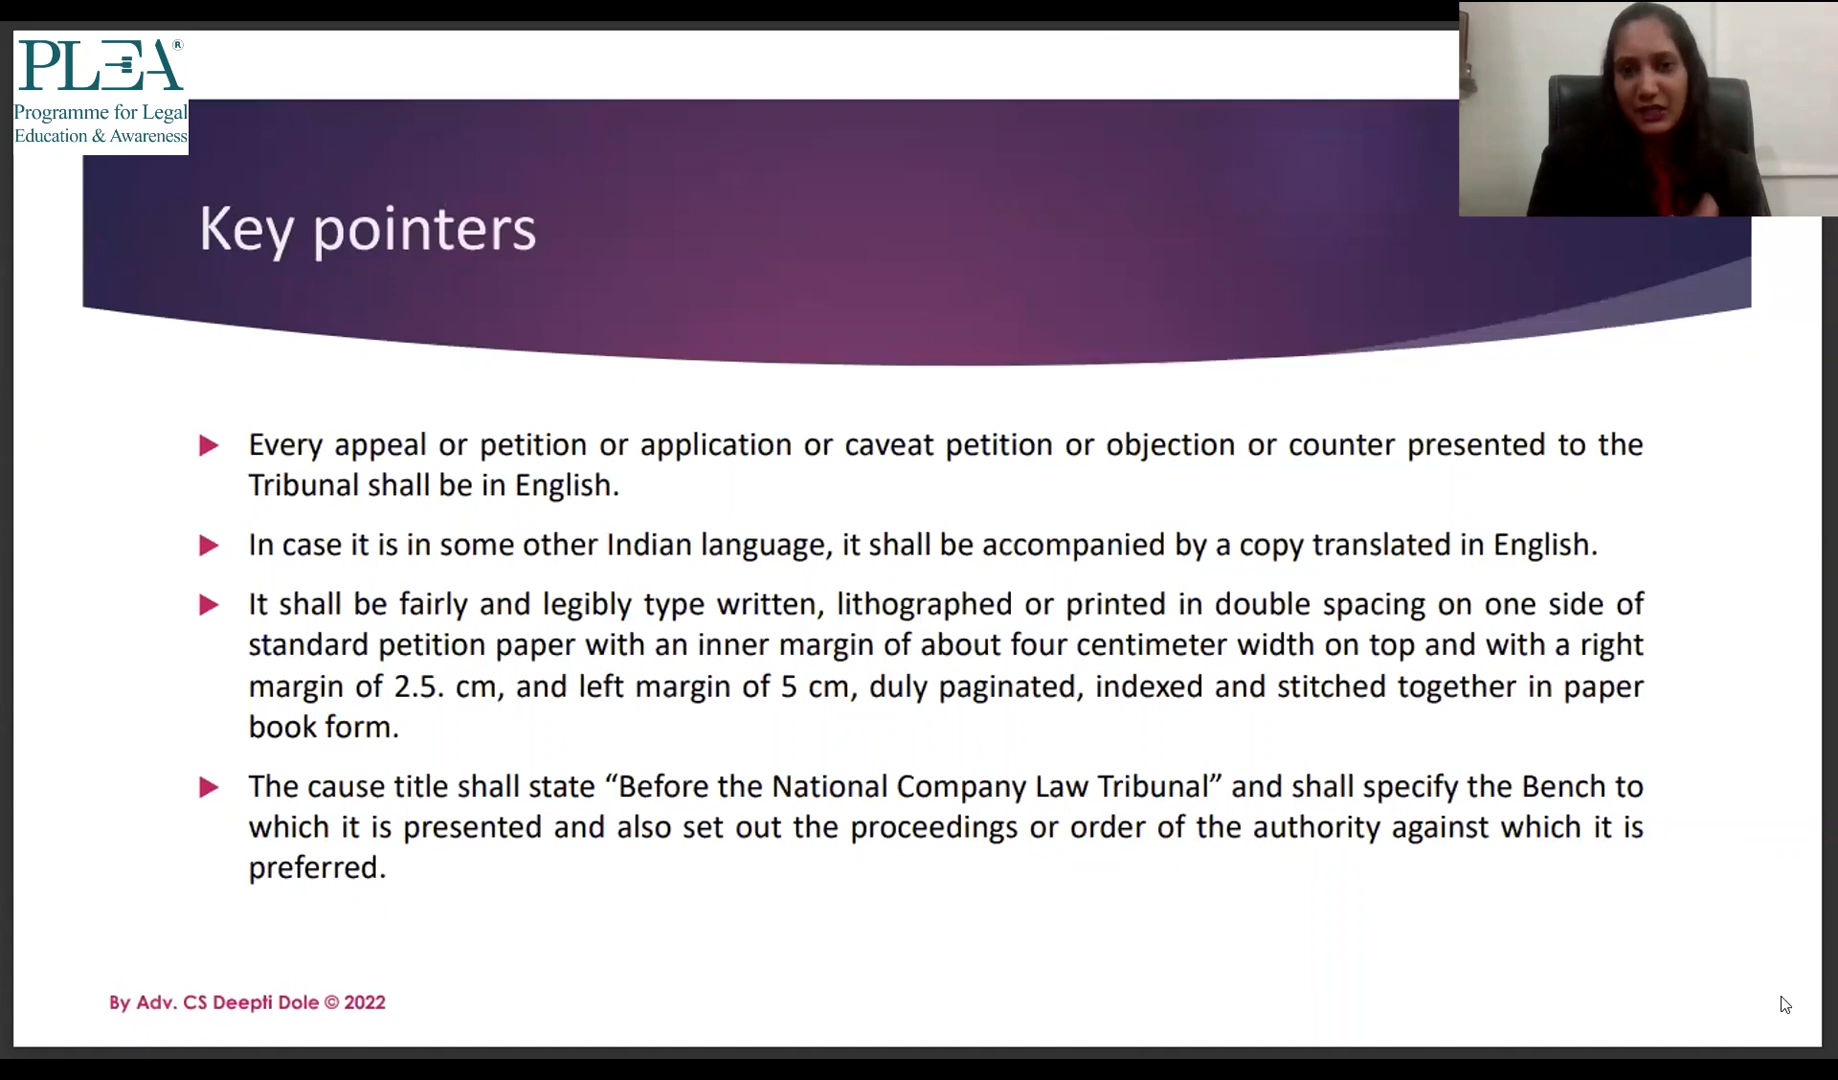 PLEA®
Programme for Legal
Education & Awareness
Key pointers
Every appeal or petition or application or caveat petition or objection or counter presented to the
Tribunal shall be in English.
In case it is in some other Indian language, it shall be accompanied by a copy translated in English.
It shall be fairly and legibly type written, lithographed or printed in double spacing on one side of
standard petition paper with an inner margin of about four centimeter width on top and with a right
margin of 2.5. cm, and left margin of 5 cm, duly paginated, indexed and stitched together in paper
book form.
The cause title shall state “Before the National Company Law Tribunal” and shall specify the Bench to
which it is presented and also set out the proceedings or order of the authority against which it is
preferred.
By Adv. CS Deepti Dole © 2022